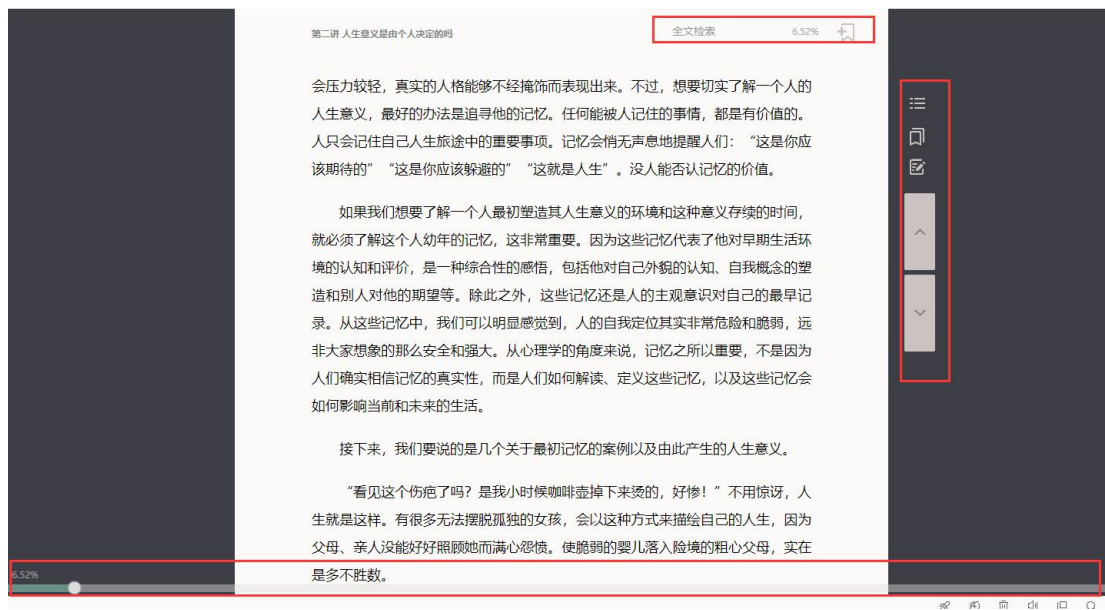 第二讲 人生意义是由个人决定的吗
全文检索 6.52%
会压力较轻，真实的人格能够不经掩饰而表现出来。不过，想要切实了解一个人的
人生意义，最好的办法是追寻他的记忆。任何能被人记住的事情，都是有价值的。
人只会记住自己人生旅途中的重要事项。记忆会悄无声息地提醒人们：“这是你应
该期待的”“这是你应该躲避的”“这就是人生”。没人能否认记忆的价值。
如果我们想要了解一个人最初塑造其人生意义的环境和这种意义存续的时间，
就必须了解这个人幼年的记忆，这非常重要。因为这些记忆代表了他对早期生活环
境的认知和评价，是一种综合性的感悟，包括他对自己外貌的认知、自我概念的塑
造和别人对他的期望等。除此之外，这些记忆还是人的主观意识对自己的最早记
录。从这些记忆中，我们可以明显感觉到，人的自我定位其实非常危险和脆弱，远
非大家想象的那么安全和强大。从心理学的角度来说，记忆之所以重要，不是因为
人们确实相信记忆的真实性，而是人们如何解读、定义这些记忆，以及这些记忆会
如何影响当前和未来的生活。
接下来，我们要说的是几个关于最初记忆的案例以及由此产生的人生意义。
“看见这个伤疤了吗？是我小时候咖啡壶掉下来烫的，好惨！”不用惊讶，人
生就是这样。有很多无法摆脱孤独的女孩，会以这种方式来描绘自己的人生，因为
父母、亲人没能好好照顾她而满心怨愤。使脆弱的婴儿落入险境的粗心父母，实在
是多不胜数。
6.52%